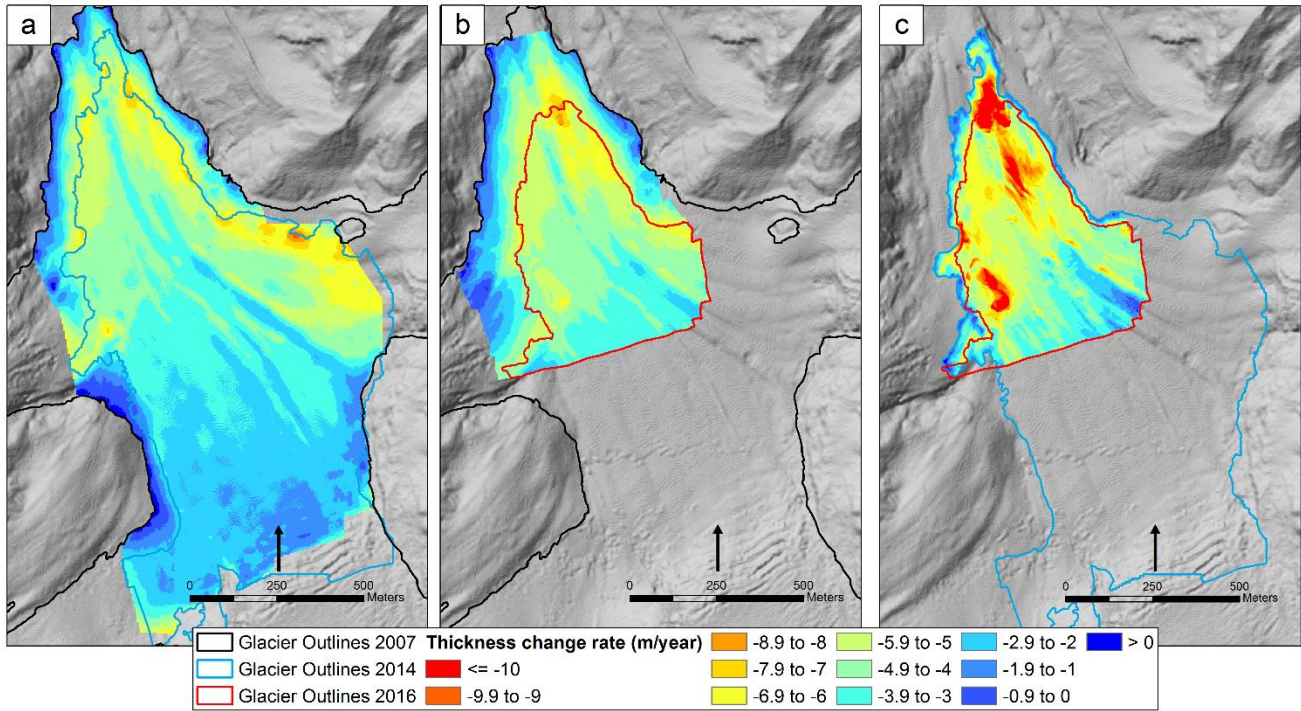 a
b
c
0 250 500
Meters
0 250 500
Meters
0 250 500
Meters
Glacier Outlines 2007 Thickness change rate (m/year) -8.9 to -8 -5.9 to -5 -2.9 to -2 > 0
Glacier Outlines 2014 <= -10 -7.9 to -7 -4.9 to -4 -1.9 to -1
Glacier Outlines 2016 -9.9 to -9 -6.9 to -6 -3.9 to -3 -0.9 to 0